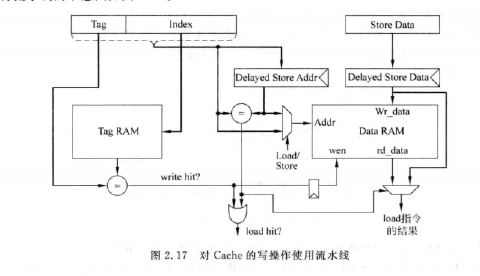 Tag Index Store Data
Delayed Store Addr Delayed Store Data
= Wr_data
Tag RAM Addr Data RAM
Load/
Store wen rd_data
= write hit?
load hit? load指令
的结果
图 2.17 对 Cache 的写操作使用流水线